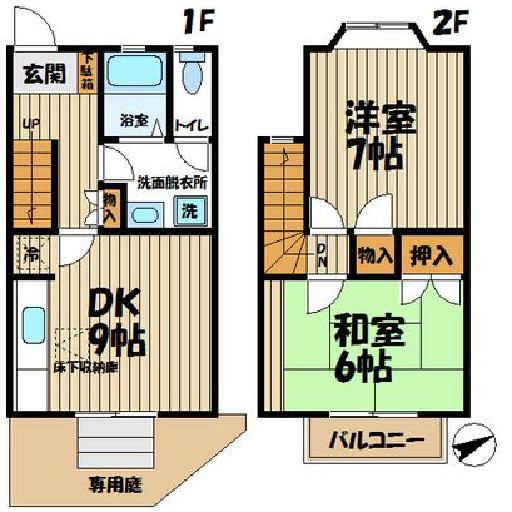 1F
玄関
下駄箱
浴室
トイレ
UP
洗面脱衣所
物入
洗
冷
DK
9帖
床下収納庫
専用庭
2F
洋室
7帖
DN
物入
押入
和室
6帖
バルコニー